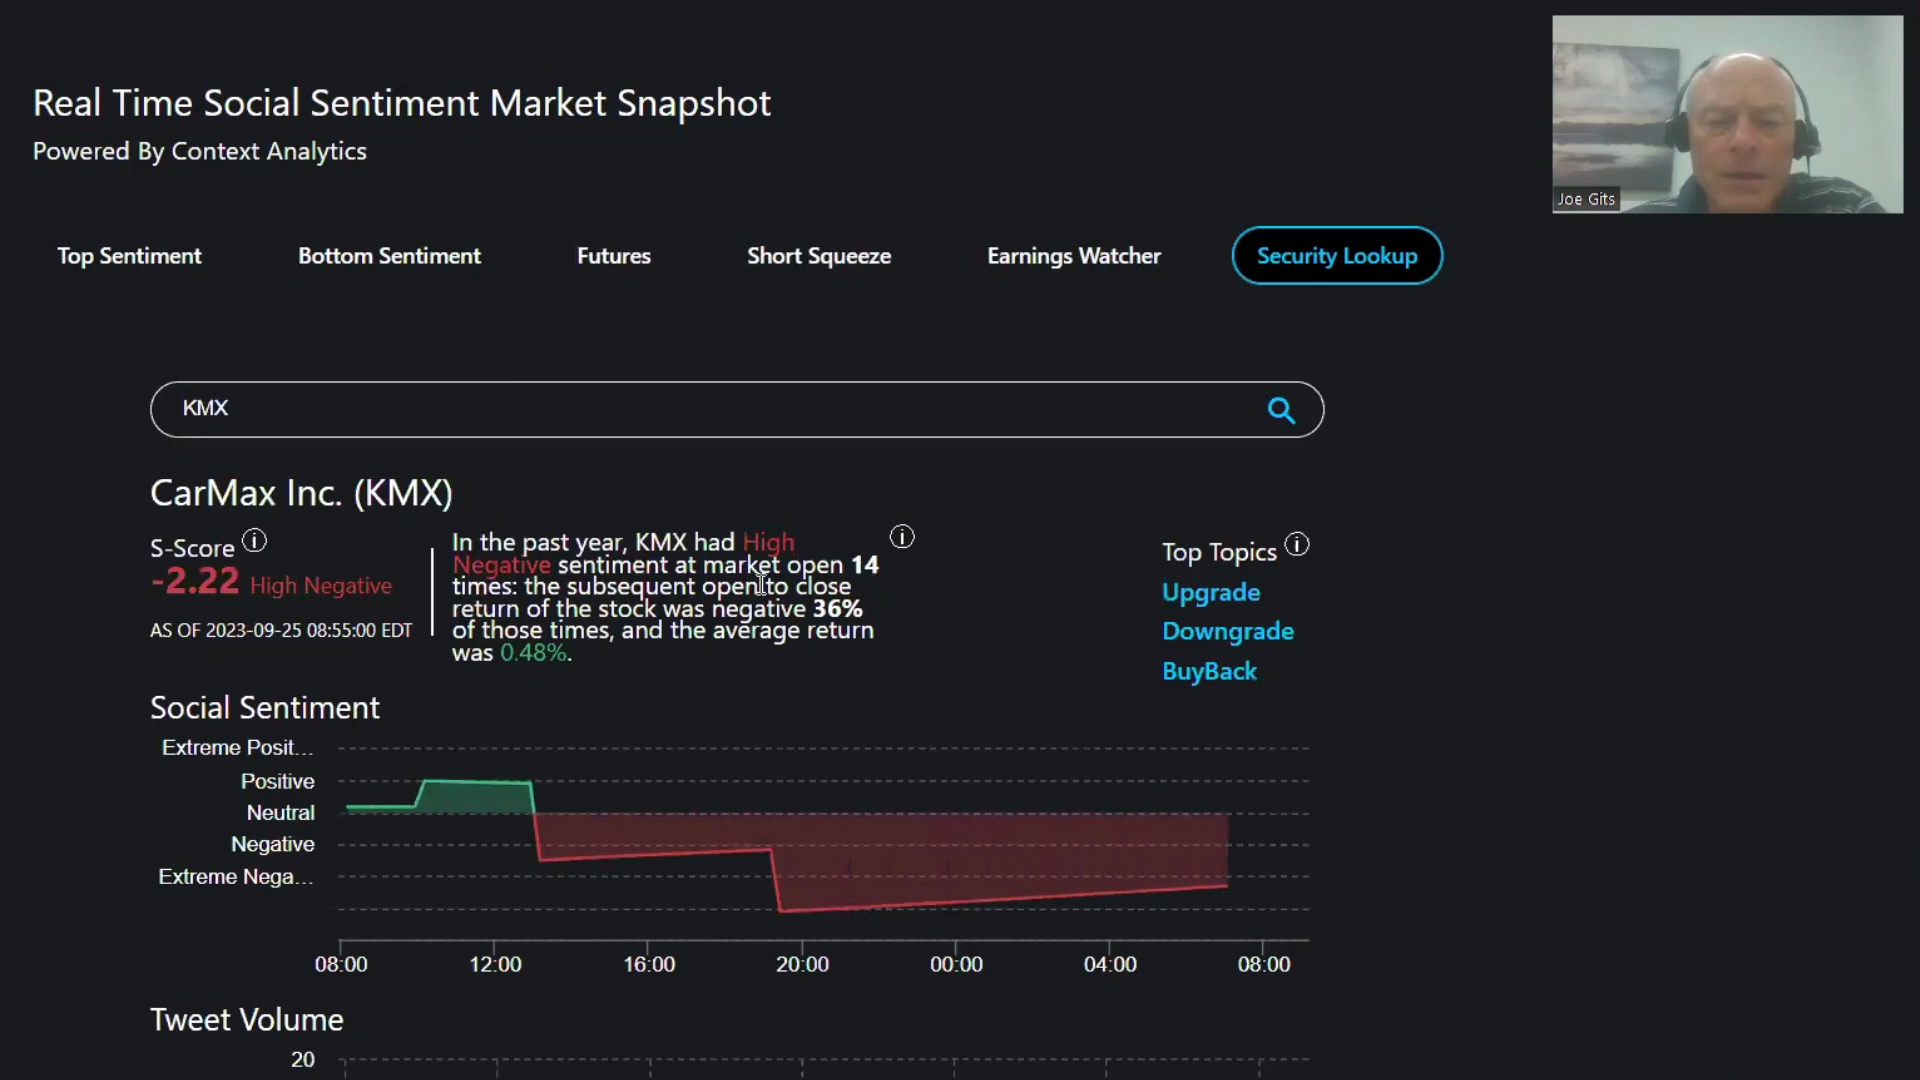 Real Time Social Sentiment Market Snapshot
Powered By Context Analytics
Joe Gits
Top Sentiment
Bottom Sentiment
Futures
Short Squeeze
Earnings Watcher
Security Lookup
KMX
CarMax Inc. (KMX)
S-Score
-2.22 High Negative
AS OF 2023-09-25 08:55:00 EDT
In the past year, KMX had High
Negative sentiment at market open 14
times: the subsequent open to close
return of the stock was negative 36%
of those times, and the average return
was 0.48%.
Top Topics
Upgrade
Downgrade
BuyBack
Social Sentiment
Extreme Posit...
Positive
Neutral
Negative
Extreme Nega...
08:00
12:00
16:00
20:00
00:00
04:00
08:00
Tweet Volume
20